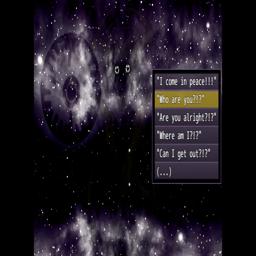 "I come in peace!!!"
"Who are you?!?"
"Are you alright?!?"
"Where am I?!?"
"Can I get out?!?"
(...)